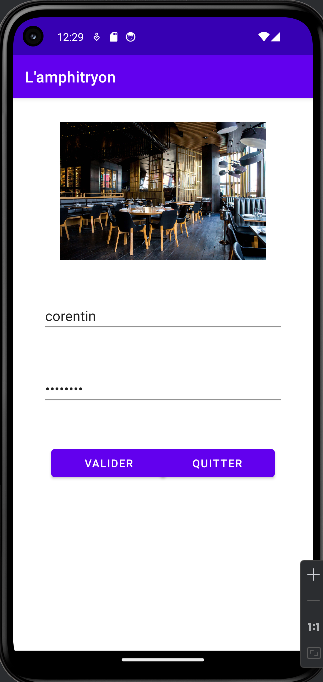 12:29
L'amphitryon
corentin
••••••••
VALIDER QUITTER
1:1